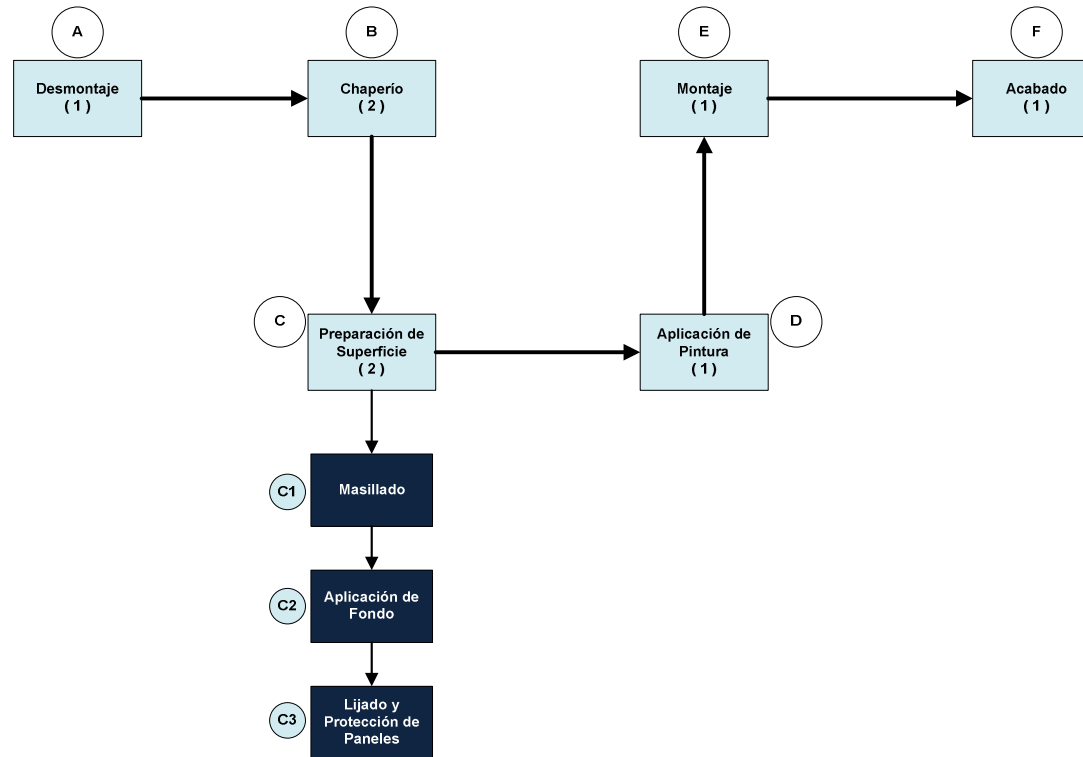 A
Desmontaje
( 1 )
B
Chaperío
( 2 )
E
Montaje
( 1 )
F
Acabado
( 1 )
C
Preparación de
Superficie
( 2 )
Aplicación de
Pintura
( 1 )
D
C1
Masillado
C2
Aplicación de
Fondo
C3
Lijado y
Protección de
Paneles